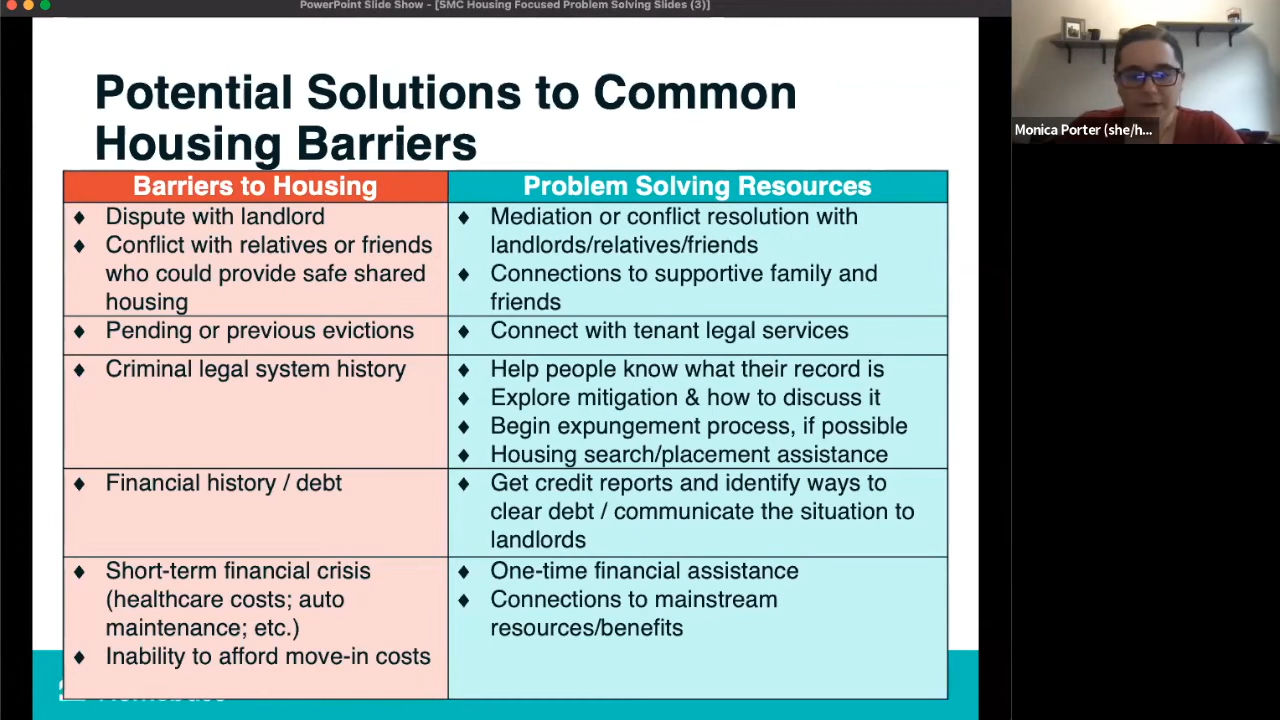 PowerPoint Slide Show - [SMC Housing Focused Problem Solving Slides (3)]
Potential Solutions to Common
Housing Barriers
Barriers to Housing
Problem Solving Resources
♦ Dispute with landlord
♦ Conflict with relatives or friends
who could provide safe shared
housing
♦ Mediation or conflict resolution with
landlords/relatives/friends
♦ Connections to supportive family and
friends
♦ Pending or previous evictions
♦ Connect with tenant legal services
♦ Criminal legal system history
♦ Help people know what their record is
♦ Explore mitigation & how to discuss it
♦ Begin expungement process, if possible
♦ Housing search/placement assistance
♦ Financial history / debt
♦ Get credit reports and identify ways to
clear debt / communicate the situation to
landlords
♦ Short-term financial crisis
(healthcare costs; auto
maintenance; etc.)
♦ Inability to afford move-in costs
♦ One-time financial assistance
♦ Connections to mainstream
resources/benefits
Monica Porter (she/h...